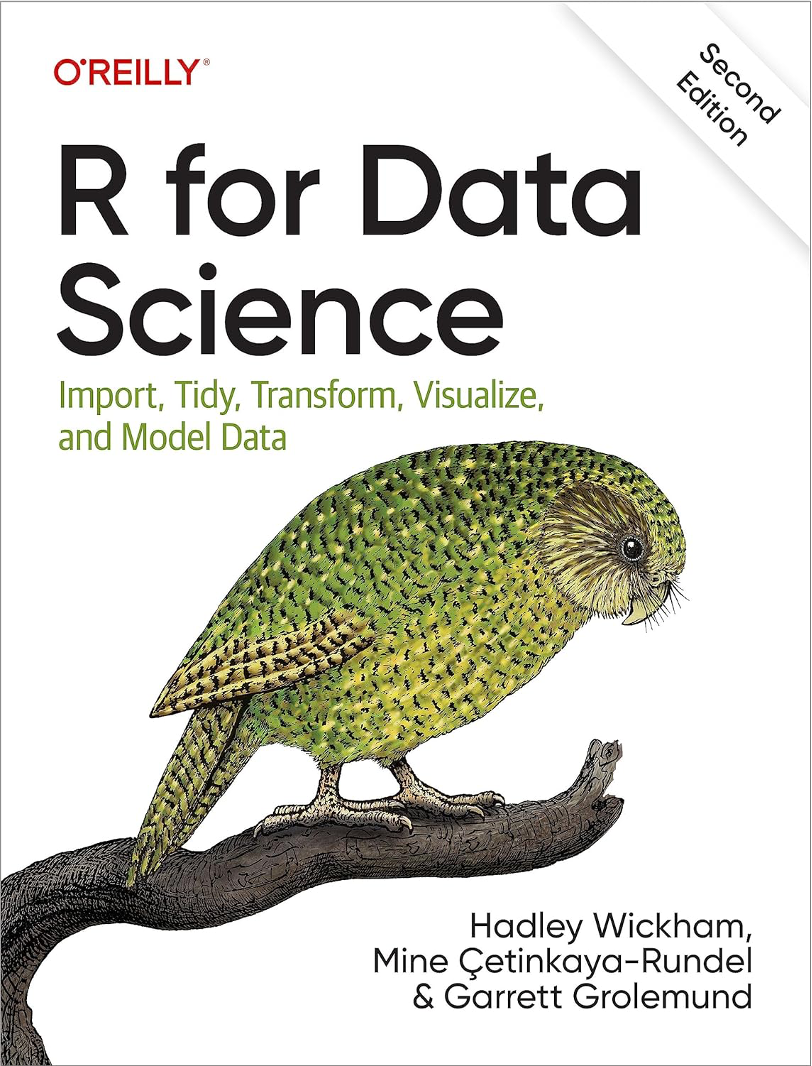 O'REILLY®
Second
Edition
R for Data
Science
Import, Tidy, Transform, Visualize,
and Model Data
Hadley Wickham,
Mine Çetinkaya-Rundel
& Garrett Grolemund